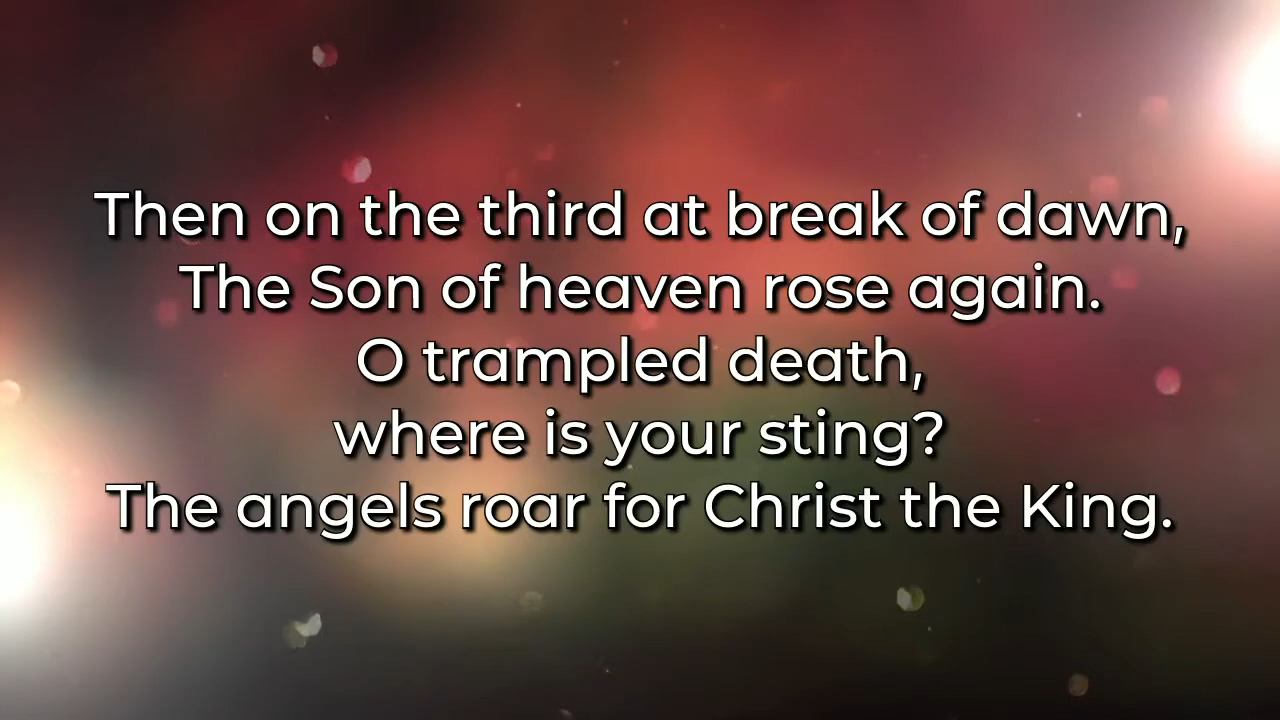 Then on the third at break of dawn,
The Son of heaven rose again.
O trampled death,
where is your sting?
The angels roar for Christ the King.